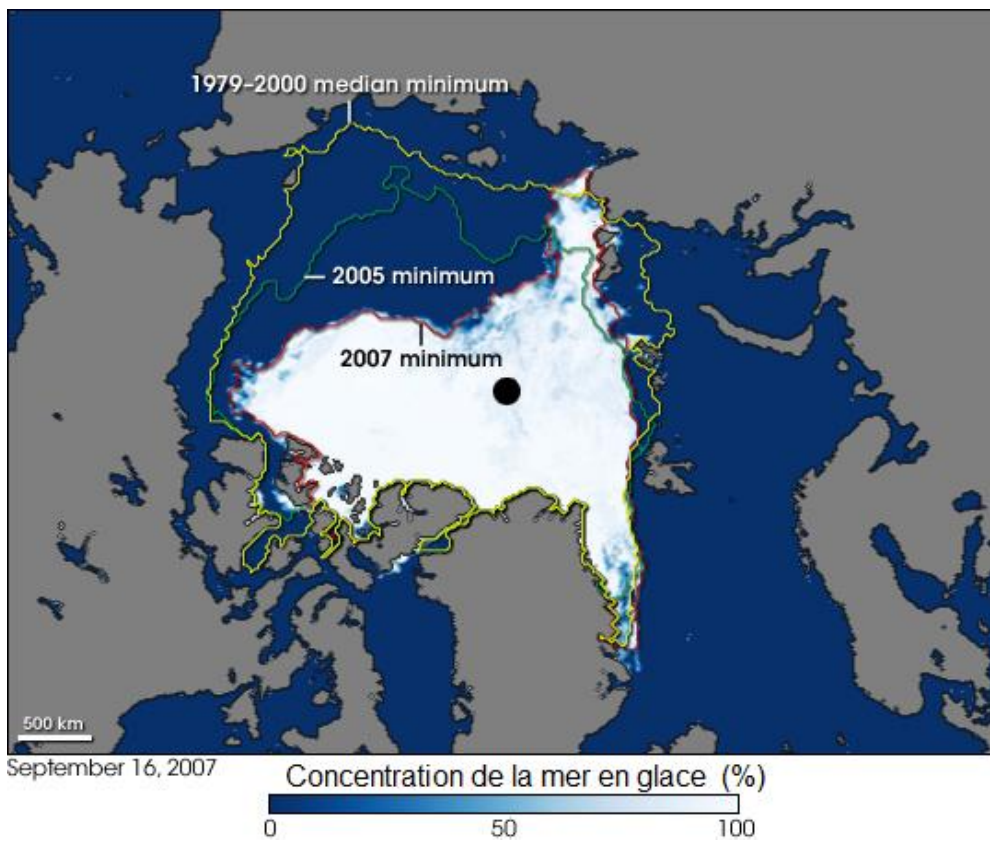 1979–2000 median minimum
2005 minimum
2007 minimum
500 km
September 16, 2007
Concentration de la mer en glace (%)
0 50 100